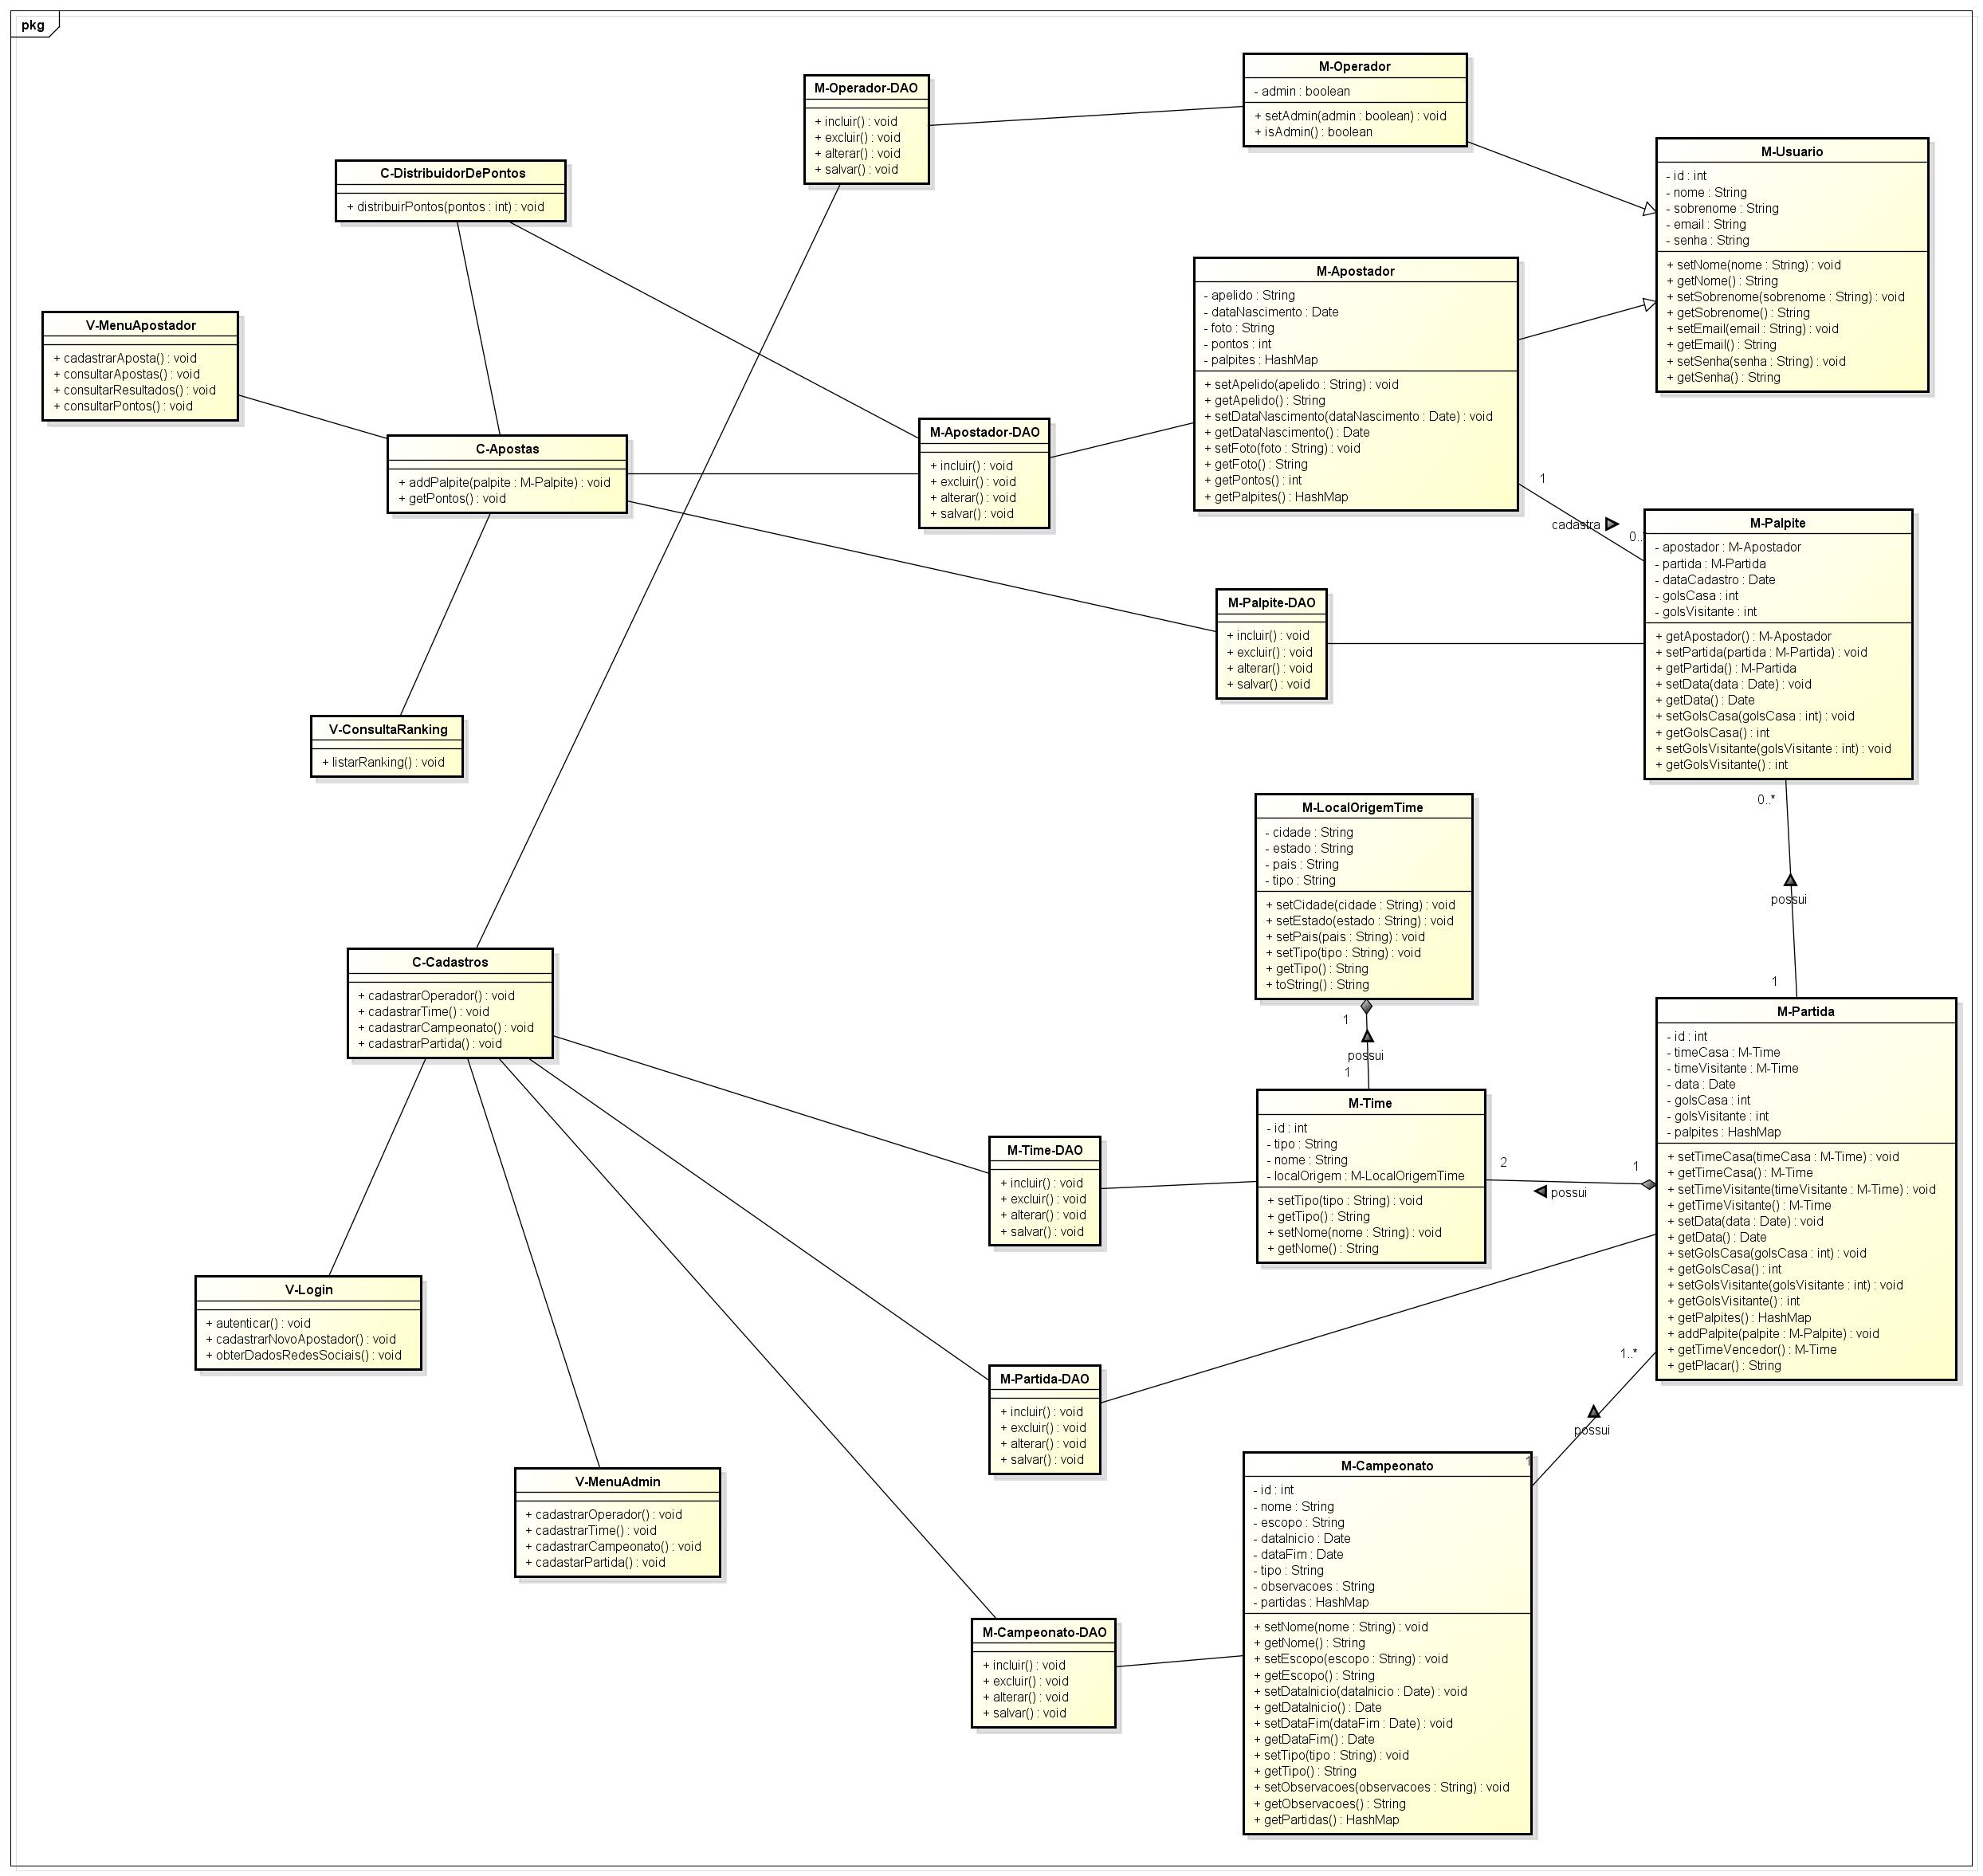 pkg
M-Operador-DAO
+ incluir() : void
+ excluir() : void
+ alterar() : void
+ salvar() : void
M-Operador
- admin : boolean
+ setAdmin(admin : boolean) : void
+ isAdmin() : boolean
M-Usuario
- id : int
- nome : String
- sobrenome : String
- email : String
- senha : String
+ setNome(nome : String) : void
+ getNome() : String
+ setSobrenome(sobrenome : String) : void
+ getSobrenome() : String
+ setEmail(email : String) : void
+ getEmail() : String
+ setSenha(senha : String) : void
+ getSenha() : String
C-DistribuidorDePontos
+ distribuirPontos(pontos : int) : void
M-Apostador
- apelido : String
- dataNascimento : Date
- foto : String
- pontos : int
- palpites : HashMap
+ setApelido(apelido : String) : void
+ getApelido() : String
+ setDataNascimento(dataNascimento : Date) : void
+ getDataNascimento() : Date
+ setFoto(foto : String) : void
+ getFoto() : String
+ getPontos() : int
+ getPalpites() : HashMap
V-MenuApostador
+ cadastrarAposta() : void
+ consultarApostas() : void
+ consultarResultados() : void
+ consultarPontos() : void
C-Apostas
+ addPalpite(palpite : M-Palpite) : void
+ getPontos() : void
M-Apostador-DAO
+ incluir() : void
+ excluir() : void
+ alterar() : void
+ salvar() : void
1
cadastra
0..
M-Palpite
- apostador : M-Apostador
- partida : M-Partida
- dataCadastro : Date
- golsCasa : int
- golsVisitante : int
+ getApostador() : M-Apostador
+ setPartida(partida : M-Partida) : void
+ getPartida() : M-Partida
+ setData(data : Date) : void
+ getData() : Date
+ setGolsCasa(golsCasa : int) : void
+ getGolsCasa() : int
+ setGolsVisitante(golsVisitante : int) : void
+ getGolsVisitante() : int
M-Palpite-DAO
+ incluir() : void
+ excluir() : void
+ alterar() : void
+ salvar() : void
V-ConsultaRanking
+ listarRanking() : void
0..*
possui
1
M-LocalOrigemTime
- cidade : String
- estado : String
- pais : String
- tipo : String
+ setCidade(cidade : String) : void
+ setEstado(estado : String) : void
+ setPais(pais : String) : void
+ setTipo(tipo : String) : void
+ getTipo() : String
+ toString() : String
1
possui
1
C-Cadastros
+ cadastrarOperador() : void
+ cadastrarTime() : void
+ cadastrarCampeonato() : void
+ cadastrarPartida() : void
M-Partida
- id : int
- timeCasa : M-Time
- timeVisitante : M-Time
- data : Date
- golsCasa : int
- golsVisitante : int
- palpites : HashMap
+ setTimeCasa(timeCasa : M-Time) : void
+ getTimeCasa() : M-Time
+ setTimeVisitante(timeVisitante : M-Time) : void
+ getTimeVisitante() : M-Time
+ setData(data : Date) : void
+ getData() : Date
+ setGolsCasa(golsCasa : int) : void
+ getGolsCasa() : int
+ setGolsVisitante(golsVisitante : int) : void
+ getGolsVisitante() : int
+ getPalpites() : HashMap
+ addPalpite(palpite : M-Palpite) : void
+ getTimeVencedor() : M-Time
+ getPlacar() : String
M-Time
- id : int
- tipo : String
- nome : String
- localOrigem : M-LocalOrigemTime
+ setTipo(tipo : String) : void
+ getTipo() : String
+ setNome(nome : String) : void
+ getNome() : String
2
1
possui
M-Time-DAO
+ incluir() : void
+ excluir() : void
+ alterar() : void
+ salvar() : void
V-Login
+ autenticar() : void
+ cadastrarNovoApostador() : void
+ obterDadosRedesSociais() : void
M-Partida-DAO
+ incluir() : void
+ excluir() : void
+ alterar() : void
+ salvar() : void
1..*
possui
1
V-MenuAdmin
+ cadastrarOperador() : void
+ cadastrarTime() : void
+ cadastrarCampeonato() : void
+ cadastarPartida() : void
M-Campeonato
- id : int
- nome : String
- escopo : String
- dataInicio : Date
- dataFim : Date
- tipo : String
- observacoes : String
- partidas : HashMap
+ setNome(nome : String) : void
+ getNome() : String
+ setEscopo(escopo : String) : void
+ getEscopo() : String
+ setDataInicio(dataInicio : Date) : void
+ getDataInicio() : Date
+ setDataFim(dataFim : Date) : void
+ getDataFim() : Date
+ setTipo(tipo : String) : void
+ getTipo() : String
+ setObservacoes(observacoes : String) : void
+ getObservacoes() : String
+ getPartidas() : HashMap
M-Campeonato-DAO
+ incluir() : void
+ excluir() : void
+ alterar() : void
+ salvar() : void